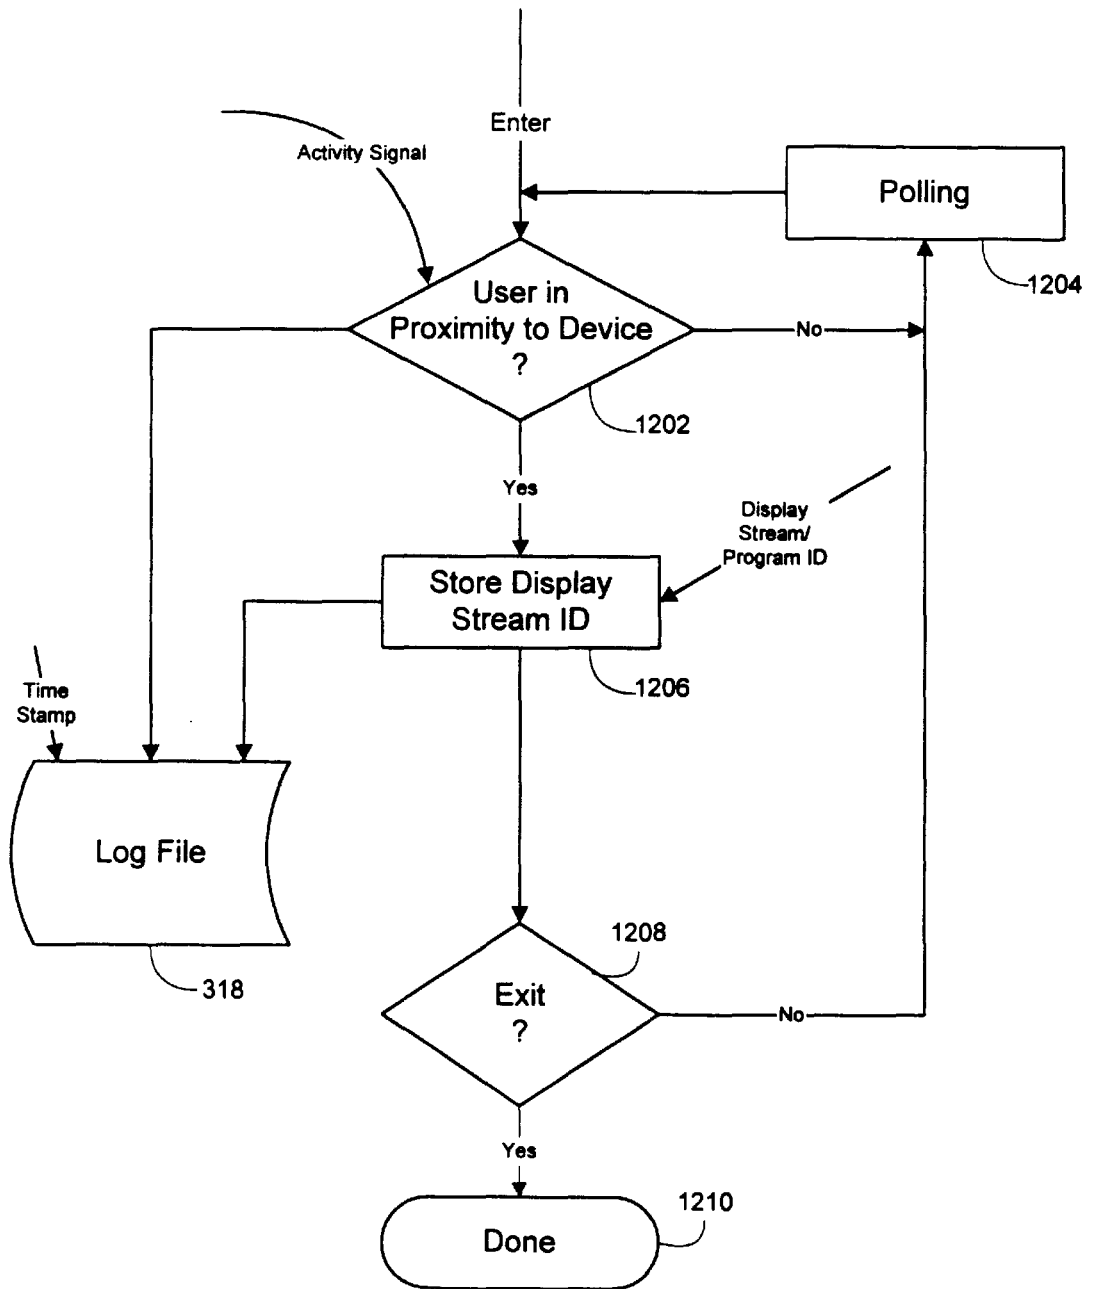 Enter
Activity Signal
Polling
1204
User in
Proximity to Device
?
No
1202
Yes
Display
Stream/
Program ID
Store Display
Stream ID
1206
Time
Stamp
Log File
318
1208
Exit
?
No
Yes
1210
Done